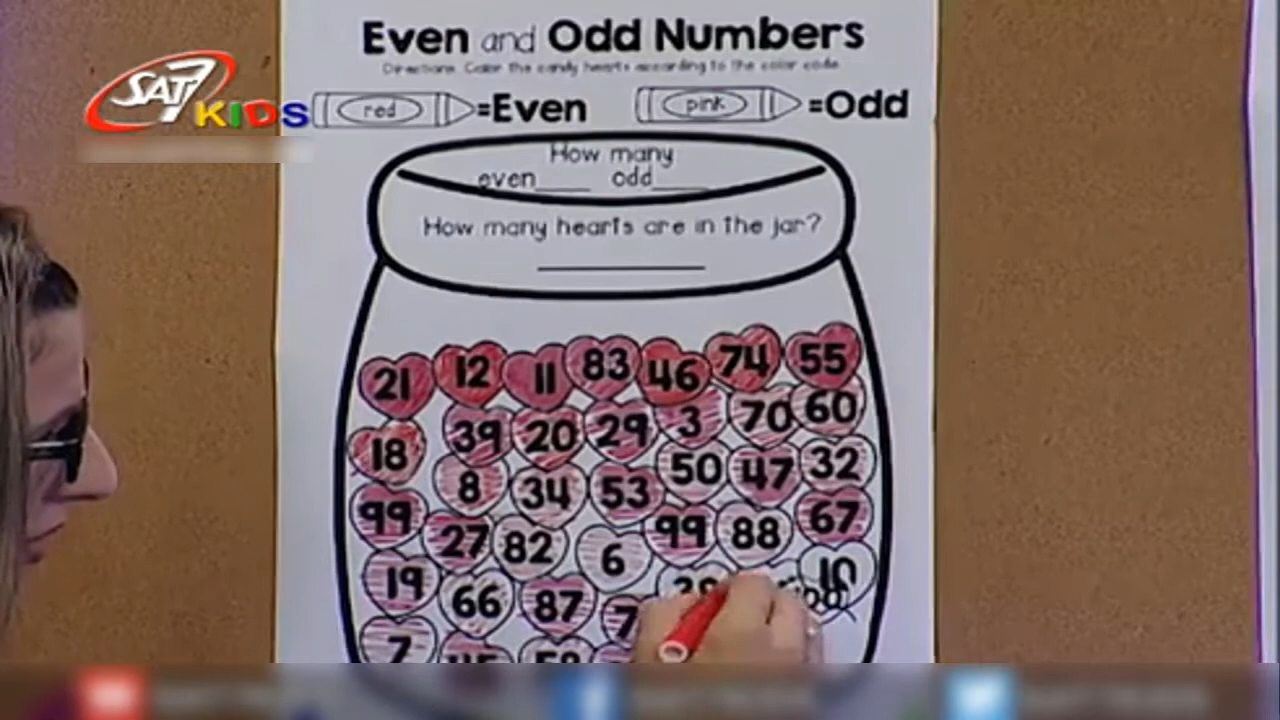 Even and Odd Numbers
Directions: Color the candy hearts according to the color code.
SAT7
KIDS
red =Even pink =Odd
How many
even____ odd____
How many hearts are in the jar?
21 12 11 83 46 74 55
18 39 20 29 3 70 60
8 34 53 50 47 32
99 27 82 6 99 88 67
19 66 87 7 10
7